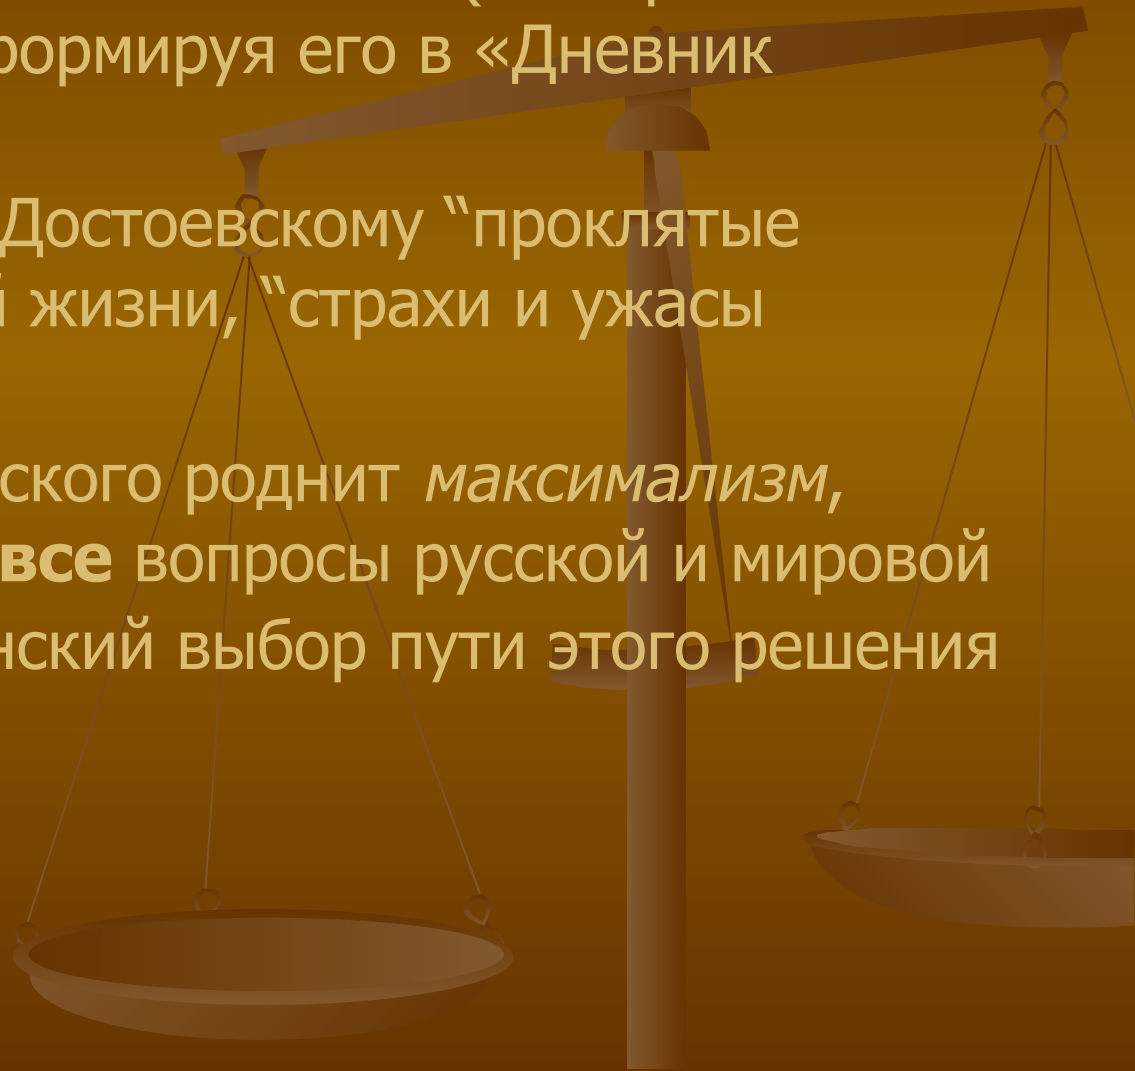 формируя его в «Дневник
Достоевскому “проклятые
жизни, “страхи и ужасы
ского роднит максимализм,
все вопросы русской и мировой
нский выбор пути этого решения